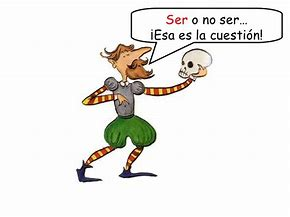 Ser o no ser...
¡Esa es la cuestión!